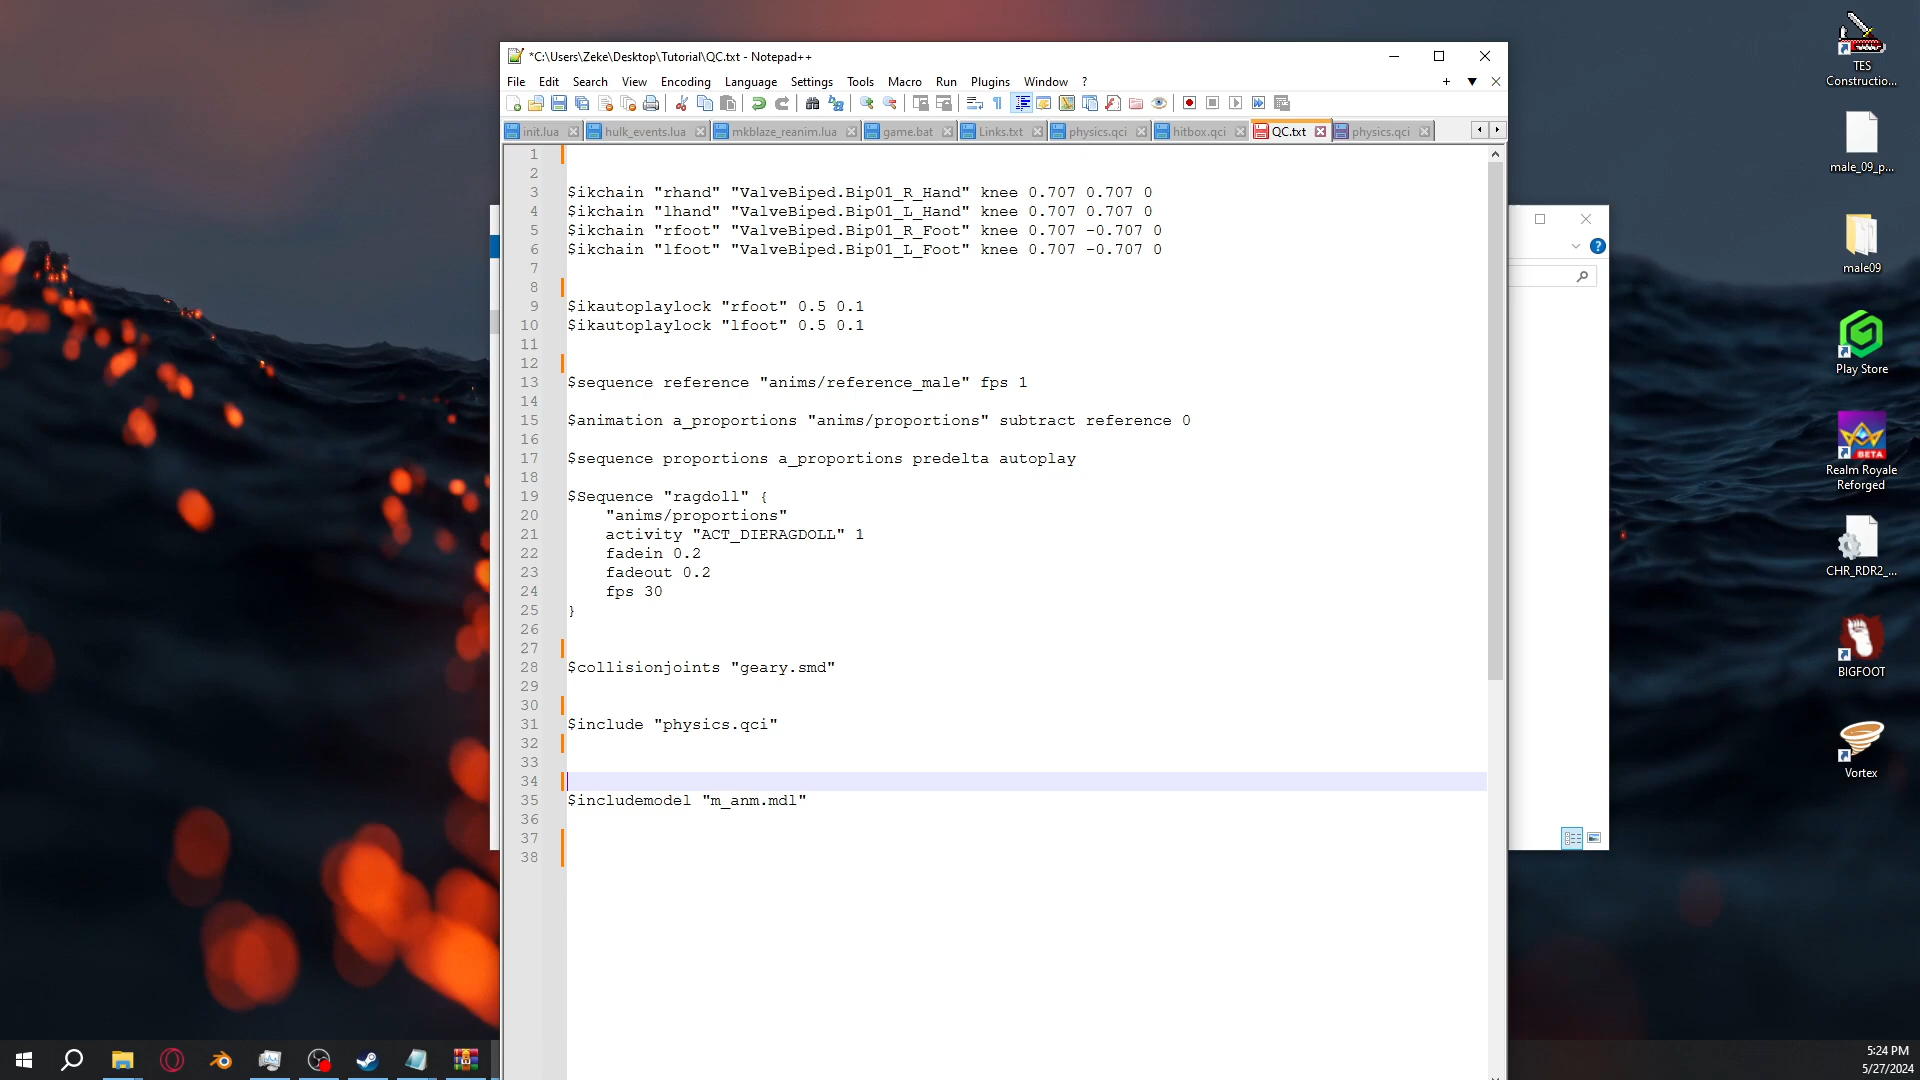 *C:\Users\Zeke\Desktop\Tutorial\QC.txt - Notepad++
File Edit Search View Encoding Language Settings Tools Macro Run Plugins Window ?
init.lua hulk_events.lua mkblaze_reanim.lua game.bat Links.txt physics.qci hitbox.qci QC.txt physics.qci
1
2
3 $ikchain "rhand" "ValveBiped.Bip01_R_Hand" knee 0.707 0.707 0
4 $ikchain "lhand" "ValveBiped.Bip01_L_Hand" knee 0.707 0.707 0
5 $ikchain "rfoot" "ValveBiped.Bip01_R_Foot" knee 0.707 -0.707 0
6 $ikchain "lfoot" "ValveBiped.Bip01_L_Foot" knee 0.707 -0.707 0
7
8
9 $ikautoplaylock "rfoot" 0.5 0.1
10 $ikautoplaylock "lfoot" 0.5 0.1
11
12
13 $sequence reference "anims/reference_male" fps 1
14
15 $animation a_proportions "anims/proportions" subtract reference 0
16
17 $sequence proportions a_proportions predelta autoplay
18
19 $Sequence "ragdoll" {
20 "anims/proportions"
21 activity "ACT_DIERAGDOLL" 1
22 fadein 0.2
23 fadeout 0.2
24 fps 30
25 }
26
27
28 $collisionjoints "geary.smd"
29
30
31 $include "physics.qci"
32
33
34
35 $includemodel "m_anm.mdl"
36
37
38
TES
Constructio...
male_09_p...
male09
Play Store
BETA
Realm Royale
Reforged
CHR_RDR2_...
BIGFOOT
Vortex
5:24 PM
5/27/2024